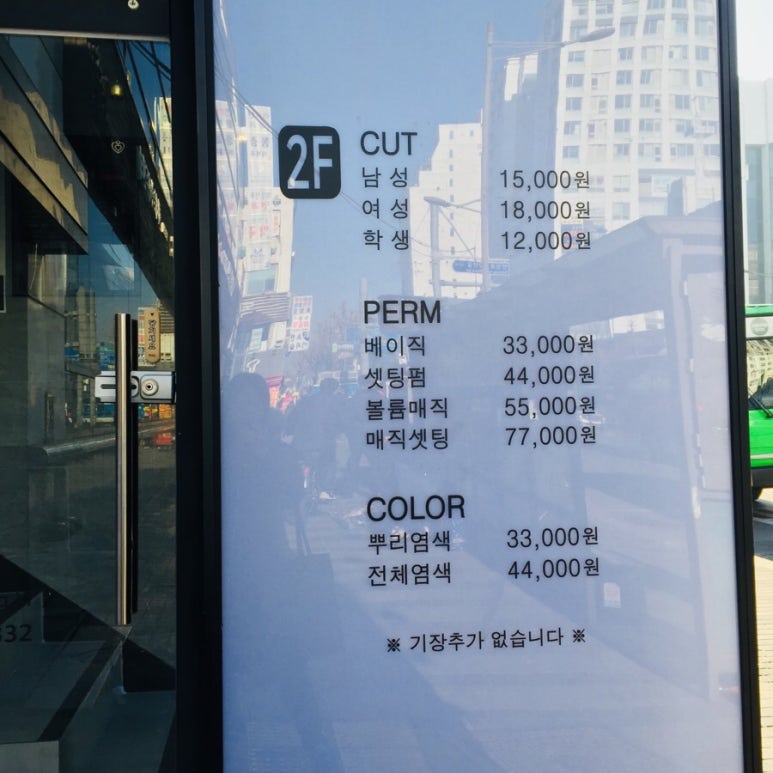 2F
CUT
남성 15,000원
여성 18,000원
학생 12,000원
PERM
베이직 33,000원
셋팅펌 44,000원
볼륨매직 55,000원
매직셋팅 77,000원
COLOR
뿌리염색 33,000원
전체염색 44,000원
※ 기장추가 없습니다 ※
332